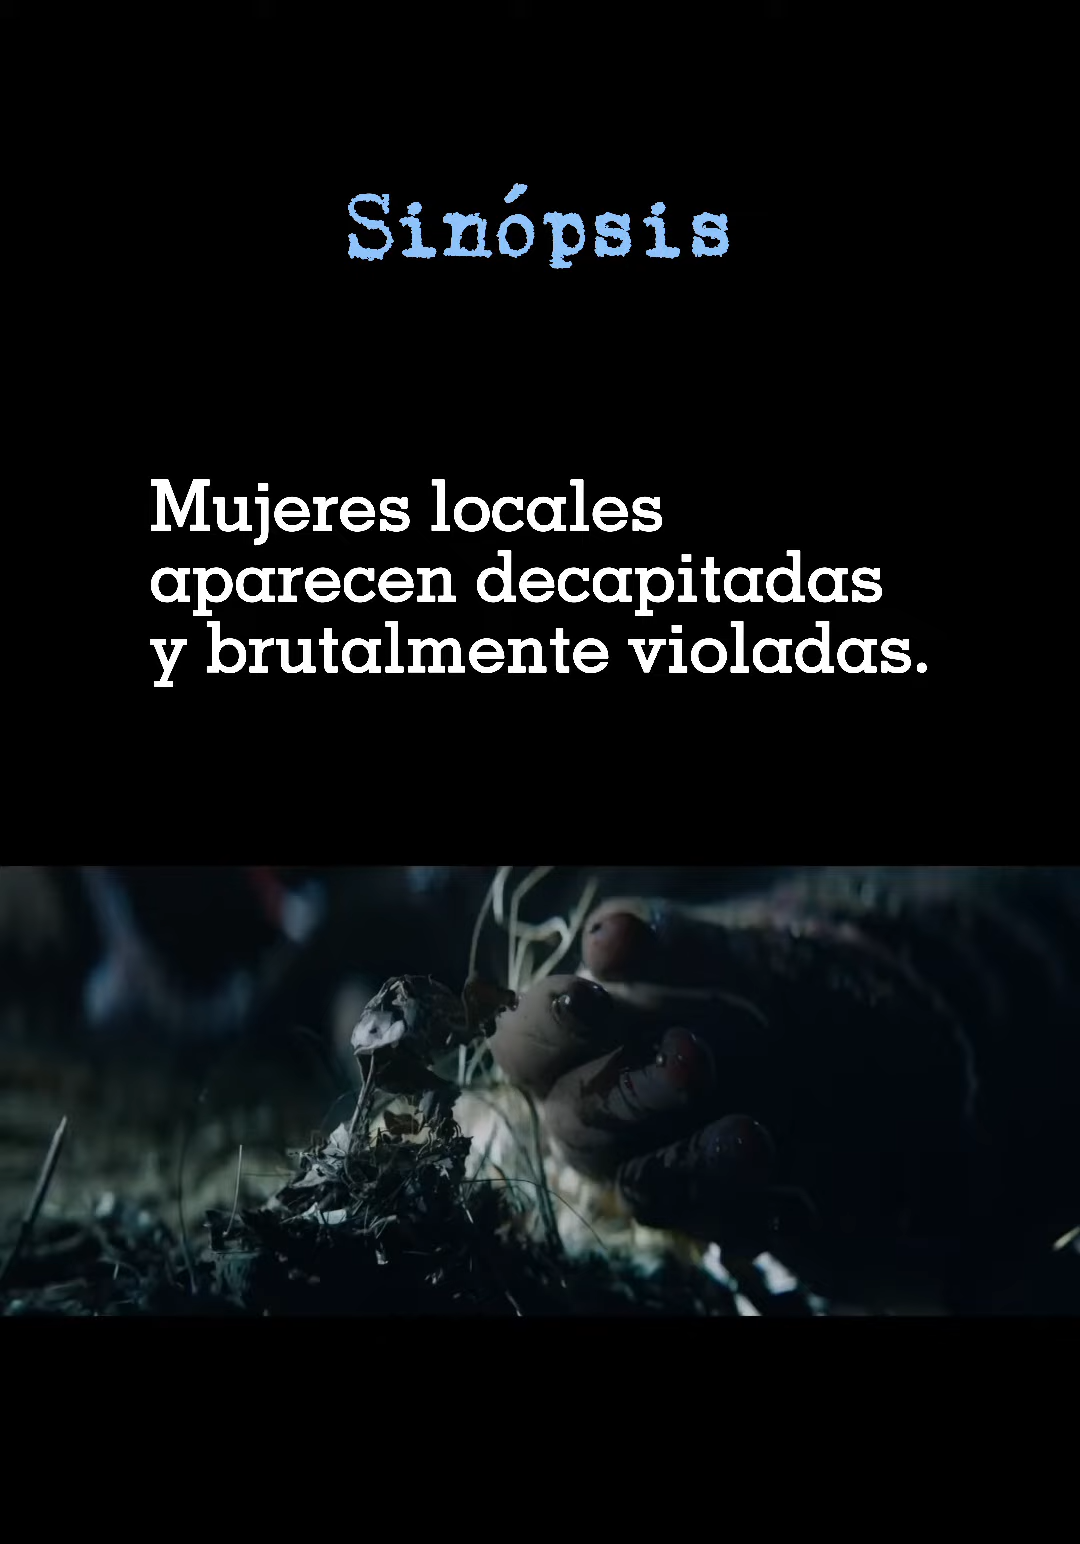 Sinópsis
Mujeres locales
aparecen decapitadas
y brutalmente violadas.